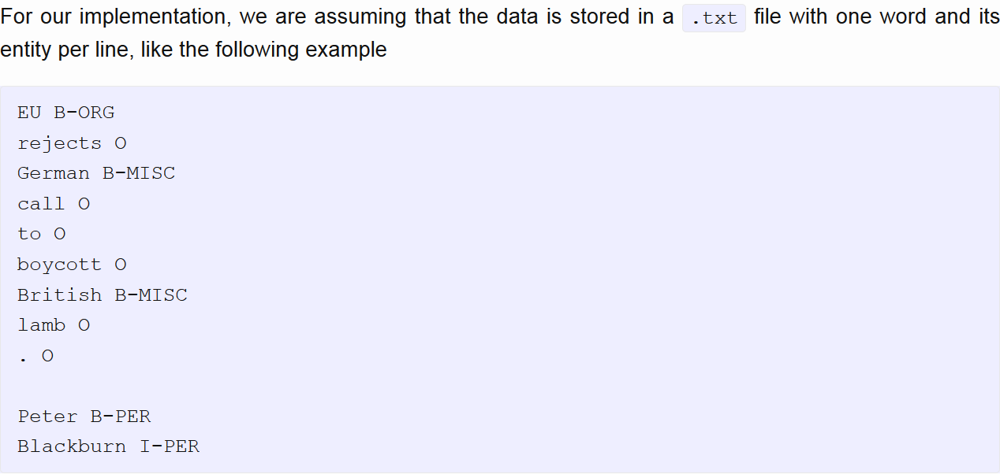 For our implementation, we are assuming that the data is stored in a .txt file with one word and its
entity per line, like the following example
EU B-ORG
rejects O
German B-MISC
call O
to O
boycott O
British B-MISC
lamb O
. O
Peter B-PER
Blackburn I-PER